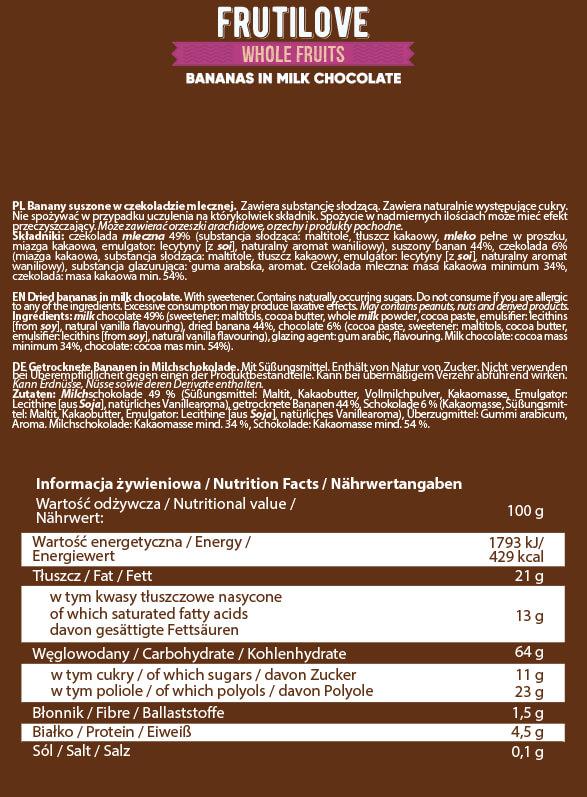 FRUTILOVE
WHOLE FRUITS
BANANAS IN MILK CHOCOLATE
PL Banany suszone w czekoladzie mlecznej. Zawiera substancję słodzącą. Zawiera naturalnie występujące cukry.
Nie spożywać w przypadku uczulenia na którykolwiek składnik. Spożycie w nadmiernych ilościach może mieć efekt
przeczyszczający. Może zawierać orzeszki arachidowe, orzechy i produkty pochodne.
Składniki: czekolada mleczna 49% (substancja słodząca: maltitole, tłuszcz kakaowy, mleko pełne w proszku,
miazga kakaowa, emulgator: lecytyny [z soi], naturalny aromat waniliowy), suszony banan 44%, czekolada 6%
(miazga kakaowa, substancja słodząca: maltitole, tłuszcz kakaowy, emulgator: lecytyny [z soi], naturalny aromat
waniliowy), substancja glazurująca: guma arabska, aromat. Czekolada mleczna: masa kakaowa minimum 34%,
czekolada: masa kakaowa min. 54%.
EN Dried bananas in milk chocolate. With sweetener. Contains naturally occurring sugars. Do not consume if you are allergic
to any of the ingredients. Excessive consumption may produce laxative effects. May contains peanuts, nuts and derived products.
Ingredients: milk chocolate 49% (sweetener: maltitols, cocoa butter, whole milk powder, cocoa paste, emulsifier: lecithins
[from soy], natural vanilla flavouring), dried banana 44%, chocolate 6% (cocoa paste, sweetener: maltitols, cocoa butter,
emulsifier: lecithins [from soy], natural vanilla flavouring), glazing agent: gum arabic, flavouring. Milk chocolate: cocoa mass
minimum 34%, chocolate: cocoa mas min. 54%).
DE Getrocknete Bananen in Milchschokolade. Mit Süßungsmittel. Enthält von Natur von Zucker. Nicht verwenden
bei Überempfindlichkeit gegen einen der Produktbestandteile. Kann bei übermäßigem Verzehr abführend wirken.
Kann Erdnüsse, Nüsse sowie deren Derivate enthalten.
Zutaten: Milchschokolade 49 % (Süßungsmittel: Maltit, Kakaobutter, Vollmilchpulver, Kakaomasse, Emulgator:
Lecithine [aus Soja], natürliches Vanillearoma), getrocknete Bananen 44 %, Schokolade 6 % (Kakaomasse, Süßungsmit-
tel: Maltit, Kakaobutter, Emulgator: Lecithine [aus Soja], natürliches Vanillearoma), Überzugmittel: Gummi arabicum,
Aroma. Milchschokolade: Kakaomasse mind. 34 %, Schokolade: Kakaomasse mind. 54 %.
Informacja żywieniowa / Nutrition Facts / Nährwertangaben
Wartość odżywcza / Nutritional value /
Nährwert: 100 g
Wartość energetyczna / Energy / 1793 kJ/
Energiewert 429 kcal
Tłuszcz / Fat / Fett 21 g
w tym kwasy tłuszczowe nasycone
of which saturated fatty acids 13 g
davon gesättigte Fettsäuren
Węglowodany / Carbohydrate / Kohlenhydrate 64 g
w tym cukry / of which sugars / davon Zucker 11 g
w tym poliole / of which polyols / davon Polyole 23 g
Błonnik / Fibre / Ballaststoffe 1,5 g
Białko / Protein / Eiweiß 4,5 g
Sól / Salt / Salz 0,1 g